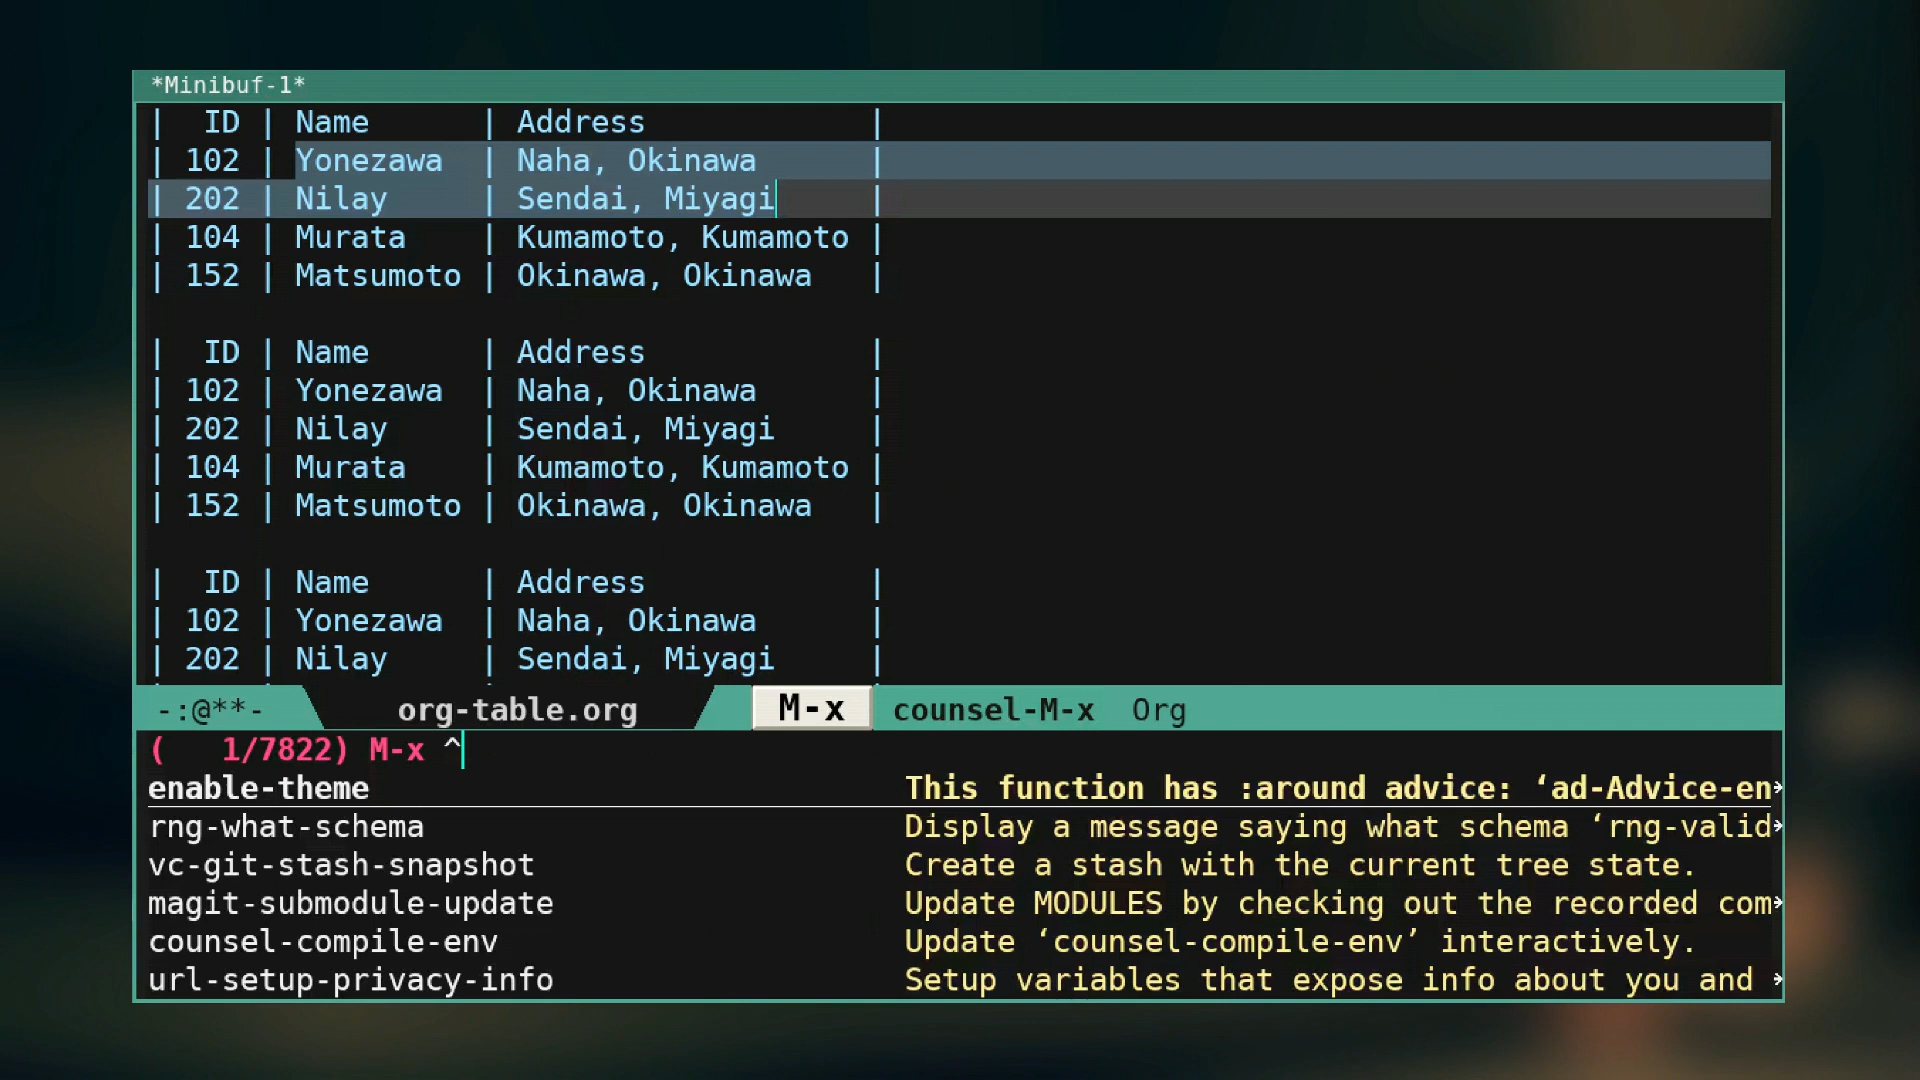 *Minibuf-1*
|  ID | Name      | Address           |
| 102 | Yonezawa  | Naha, Okinawa     |
| 202 | Nilay     | Sendai, Miyagi    |
| 104 | Murata    | Kumamoto, Kumamoto |
| 152 | Matsumoto | Okinawa, Okinawa  |
|  ID | Name      | Address           |
| 102 | Yonezawa  | Naha, Okinawa     |
| 202 | Nilay     | Sendai, Miyagi    |
| 104 | Murata    | Kumamoto, Kumamoto |
| 152 | Matsumoto | Okinawa, Okinawa  |
|  ID | Name      | Address           |
| 102 | Yonezawa  | Naha, Okinawa     |
| 202 | Nilay     | Sendai, Miyagi    |
-:@**- org-table.org M-x counsel-M-x Org
(   1/7822) M-x ^
enable-theme This function has :around advice: ‘ad-Advice-en
rng-what-schema Display a message saying what schema ‘rng-valid
vc-git-stash-snapshot Create a stash with the current tree state.
magit-submodule-update Update MODULES by checking out the recorded com
counsel-compile-env Update ‘counsel-compile-env’ interactively.
url-setup-privacy-info Setup variables that expose info about you and